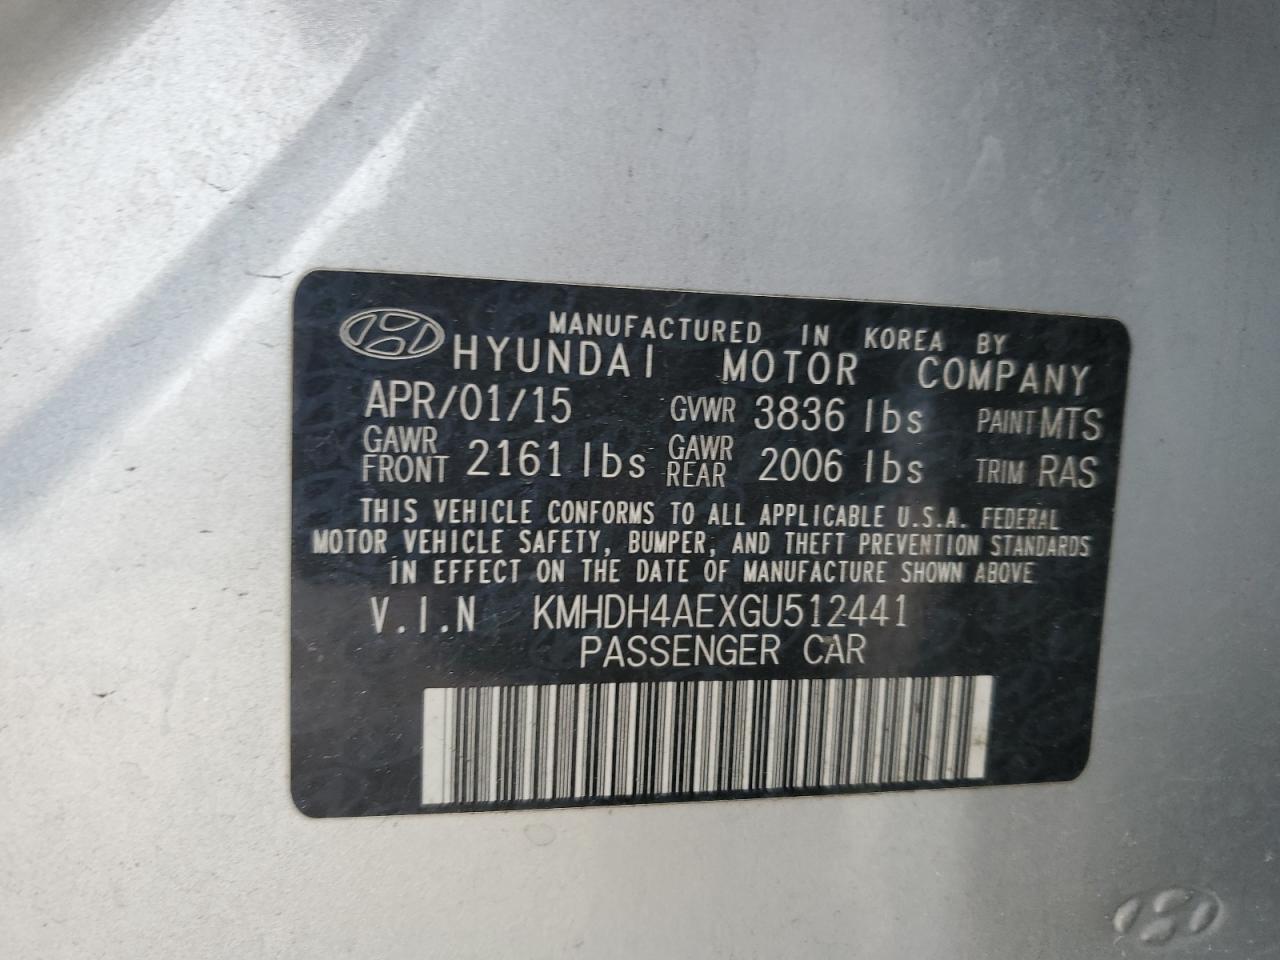 MANUFACTURED IN KOREA BY
HYUNDAI MOTOR COMPANY
APR/01/15 GVWR 3836 lbs PAINT MTS
GAWR FRONT 2161 lbs GAWR REAR 2006 lbs TRIM RAS
THIS VEHICLE CONFORMS TO ALL APPLICABLE U.S.A. FEDERAL
MOTOR VEHICLE SAFETY, BUMPER, AND THEFT PREVENTION STANDARDS
IN EFFECT ON THE DATE OF MANUFACTURE SHOWN ABOVE
V.I.N KMHDH4AEXGU512441
PASSENGER CAR